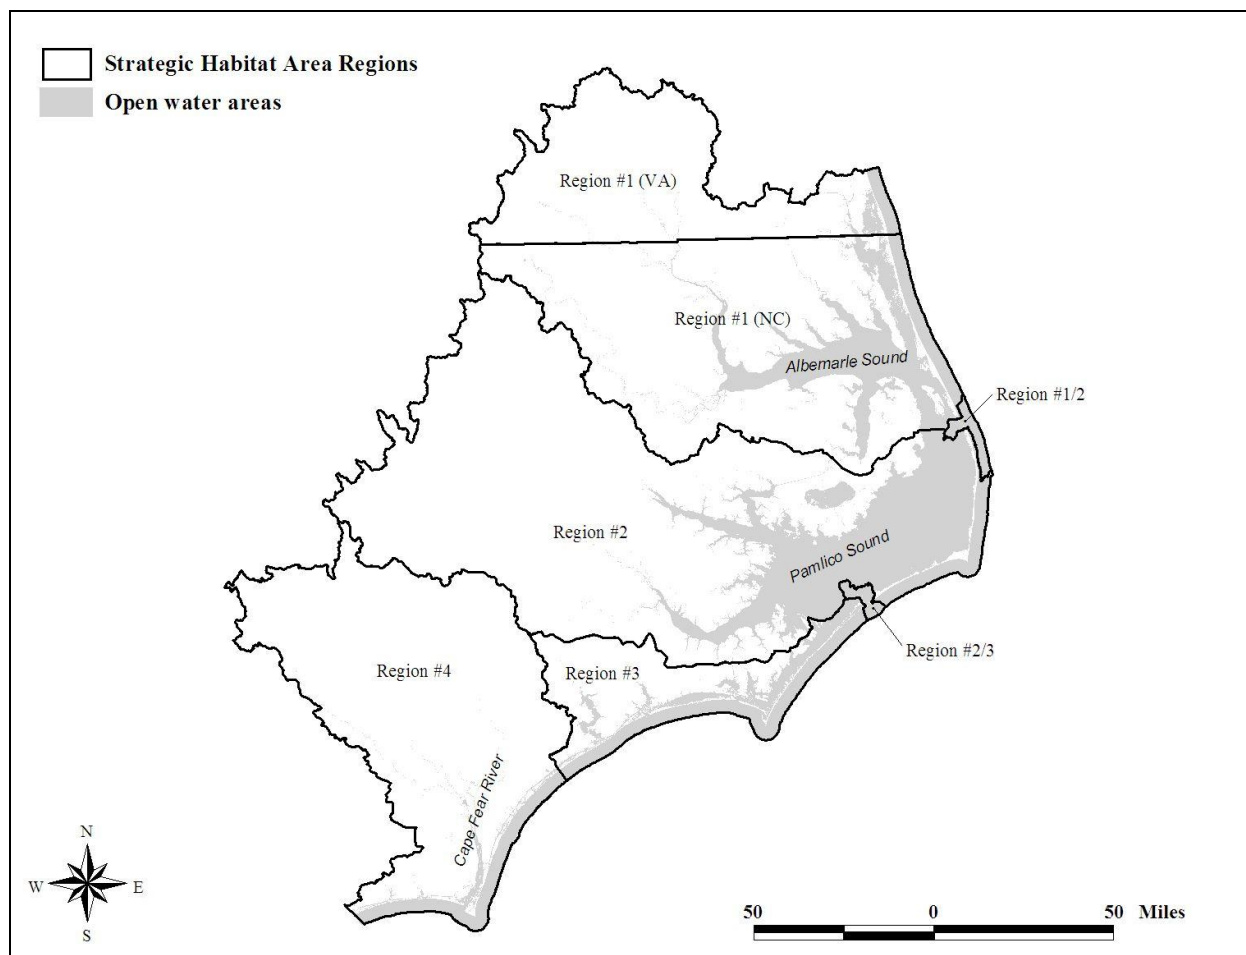 Strategic Habitat Area Regions
Open water areas
Region #1 (VA)
Region #1 (NC)
Albemarle Sound
Region #1/2
Region #2
Pamlico Sound
Region #2/3
Region #3
Region #4
Cape Fear River
N
W E
S
50 0 50 Miles